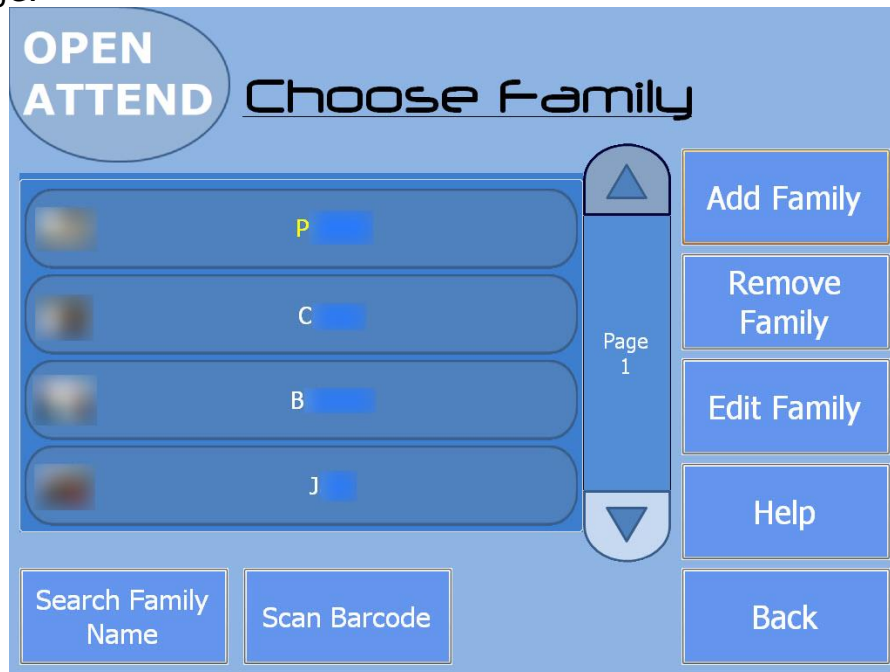 OPEN
ATTEND
Choose Family
P
C
B
J
Page
1
Add Family
Remove
Family
Edit Family
Help
Search Family
Name
Scan Barcode
Back